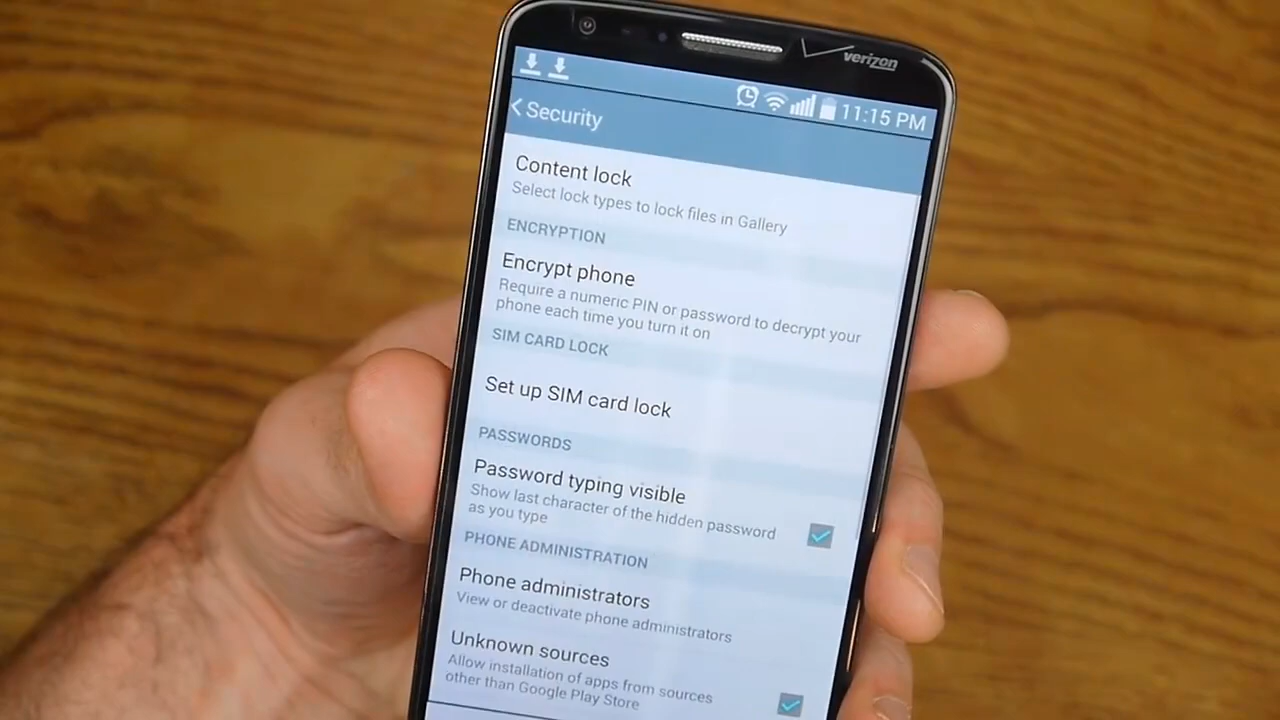 verizon
11:15 PM
Security
Content lock
Select lock types to lock files in Gallery
ENCRYPTION
Encrypt phone
Require a numeric PIN or password to decrypt your
phone each time you turn it on
SIM CARD LOCK
Set up SIM card lock
PASSWORDS
Password typing visible
Show last character of the hidden password
as you type
PHONE ADMINISTRATION
Phone administrators
View or deactivate phone administrators
Unknown sources
Allow installation of apps from sources
other than Google Play Store